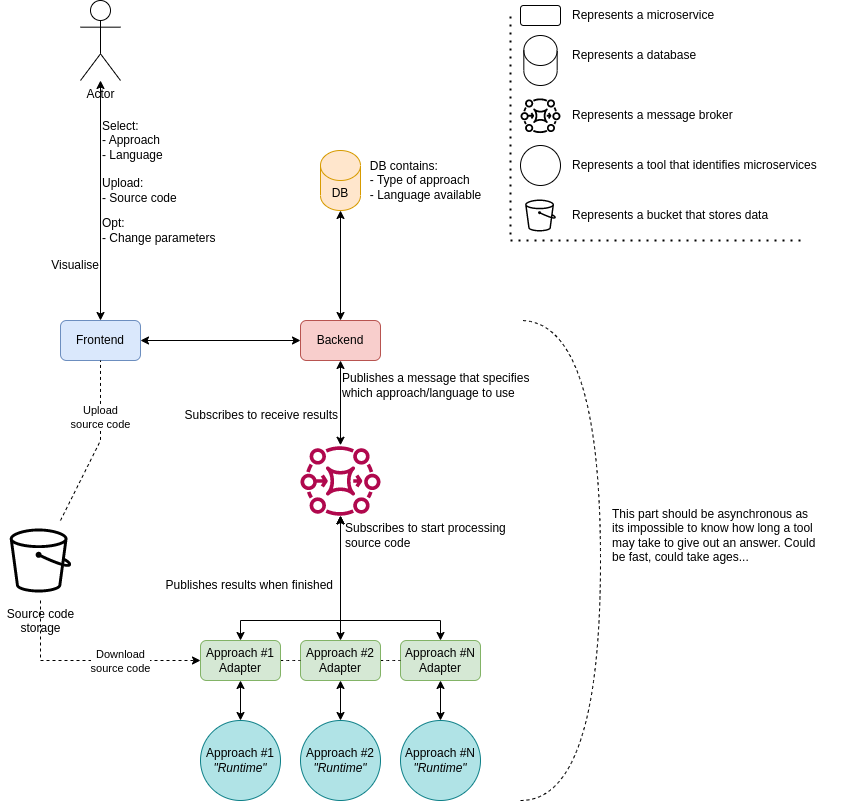 Actor
Select:
- Approach
- Language
Upload:
- Source code
Opt:
- Change parameters
Visualise
DB
DB contains:
- Type of approach
- Language available
Represents a microservice
Represents a database
Represents a message broker
Represents a tool that identifies microservices
Represents a bucket that stores data
Frontend
Backend
Upload
source code
Publishes a message that specifies
which approach/language to use
Subscribes to receive results
Subscribes to start processing
source code
Publishes results when finished
This part should be asynchronous as
its impossible to know how long a tool
may take to give out an answer. Could
be fast, could take ages...
Source code
storage
Download
source code
Approach #1
Adapter
Approach #2
Adapter
Approach #N
Adapter
Approach #1
"Runtime"
Approach #2
"Runtime"
Approach #N
"Runtime"